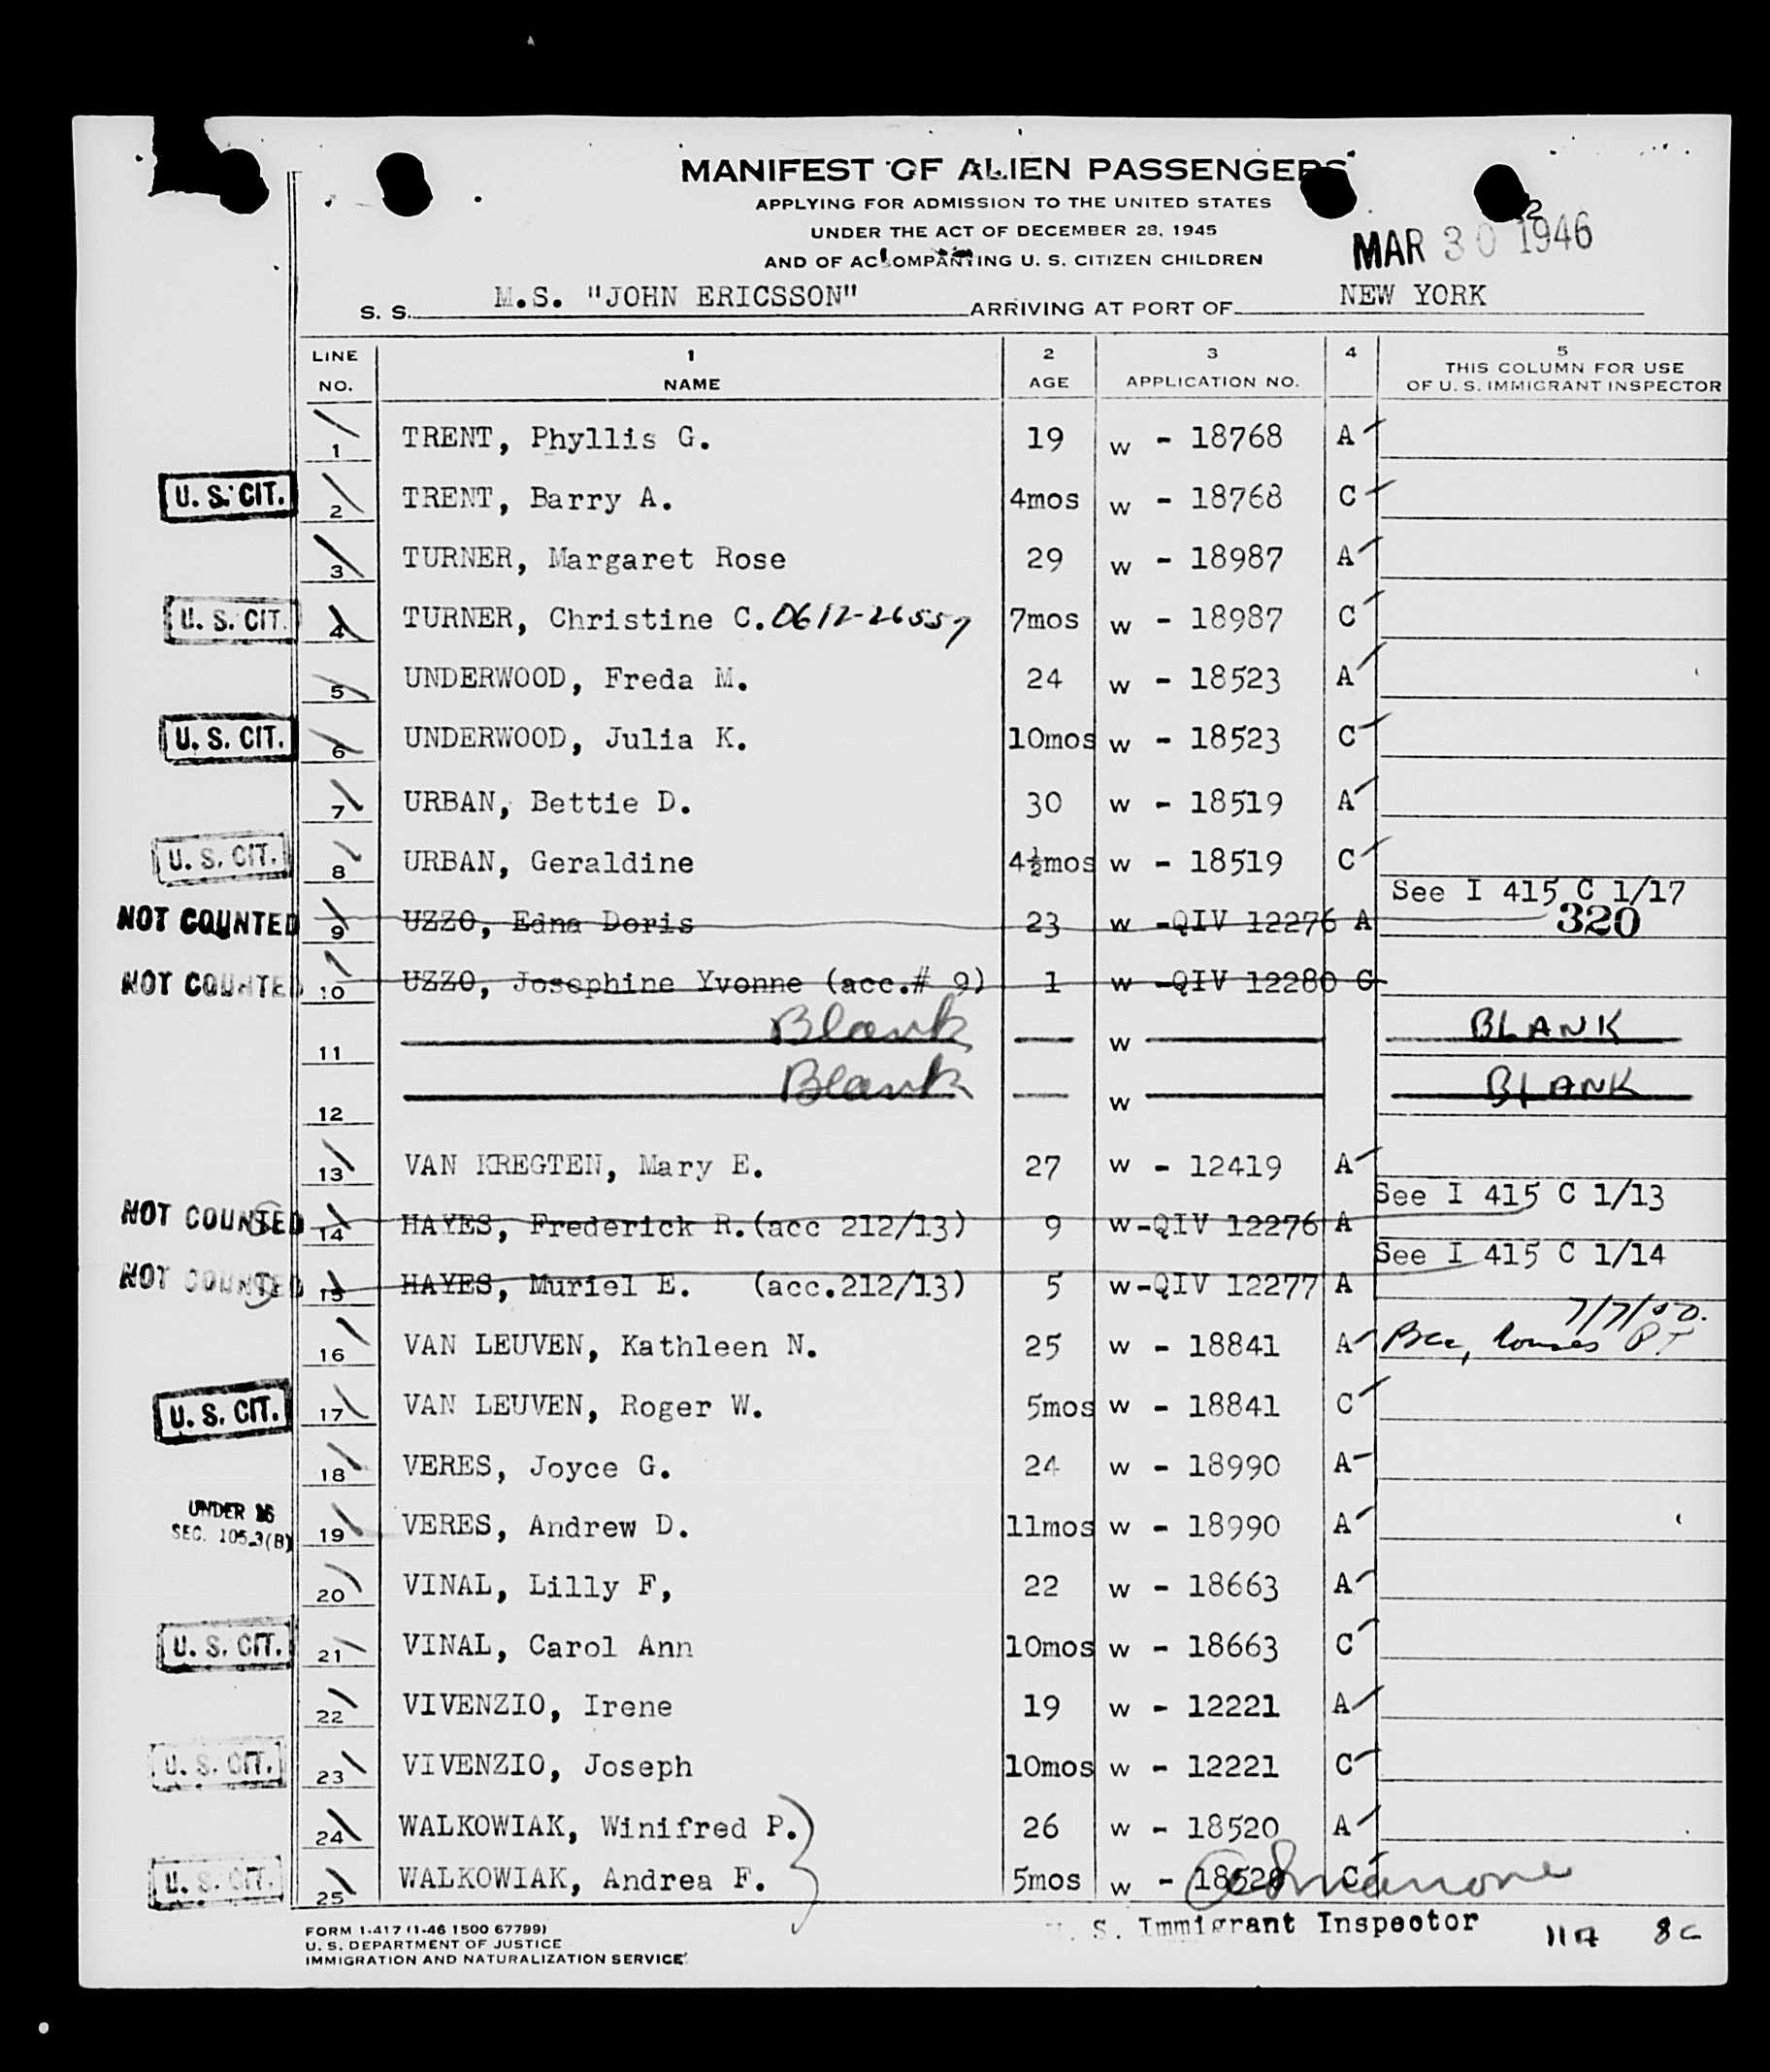 MANIFEST OF ALIEN PASSENGERS
APPLYING FOR ADMISSION TO THE UNITED STATES
UNDER THE ACT OF DECEMBER 28, 1945
AND OF ACCOMPANYING U. S. CITIZEN CHILDREN
MAR 30 1946
S. S. M.S. "JOHN ERICSSON" ARRIVING AT PORT OF NEW YORK
LINE NO. 1 NAME 2 AGE 3 APPLICATION NO. 4 5 THIS COLUMN FOR USE OF U. S. IMMIGRANT INSPECTOR
1 TRENT, Phyllis G. 19 W - 18768 A
U. S. CIT. 2 TRENT, Barry A. 4mos W - 18768 C
3 TURNER, Margaret Rose 29 W - 18987 A
U. S. CIT. 4 TURNER, Christine C. 0612-26557 7mos W - 18987 C
5 UNDERWOOD, Freda M. 24 W - 18523 A
U. S. CIT. 6 UNDERWOOD, Julia K. 10mos W - 18523 C
7 URBAN, Bettie D. 30 W - 18519 A
U. S. CIT. 8 URBAN, Geraldine 4½mos W - 18519 C
See I 415 C 1/17
NOT COUNTED 9 UZZO, Edna Doris 23 W -QIV 12276 A 320
NOT COUNTED 10 UZZO, Josephine Yvonne (acc.# 9) 1 W -QIV 12280 C
11 Blank W BLANK
12 Blank W BLANK
13 VAN KREGTEN, Mary E. 27 W - 12419 A
See I 415 C 1/13
NOT COUNTED 14 HAYES, Frederick R.(acc 212/13) 9 W-QIV 12276 A
See I 415 C 1/14
NOT COUNTED 15 HAYES, Muriel E. (acc.212/13) 5 W-QIV 12277 A
7/7/50.
16 VAN LEUVEN, Kathleen N. 25 W - 18841 A
U. S. CIT. 17 VAN LEUVEN, Roger W. 5mos W - 18841 C
18 VERES, Joyce G. 24 W - 18990 A
UNDER 16
SEC. 105.3(B) 19 VERES, Andrew D. 11mos W - 18990 A
20 VINAL, Lilly F, 22 W - 18663 A
U. S. CIT. 21 VINAL, Carol Ann 10mos W - 18663 C
22 VIVENZIO, Irene 19 W - 12221 A
U. S. CIT. 23 VIVENZIO, Joseph 10mos W - 12221 C
24 WALKOWIAK, Winifred P. 26 W - 18520 A
U. S. CIT. 25 WALKOWIAK, Andrea F. 5mos W - 18520 C
U. S. Immigrant Inspector 11A 8C
FORM 1-417 (1-46 1500 67799)
U. S. DEPARTMENT OF JUSTICE
IMMIGRATION AND NATURALIZATION SERVICE